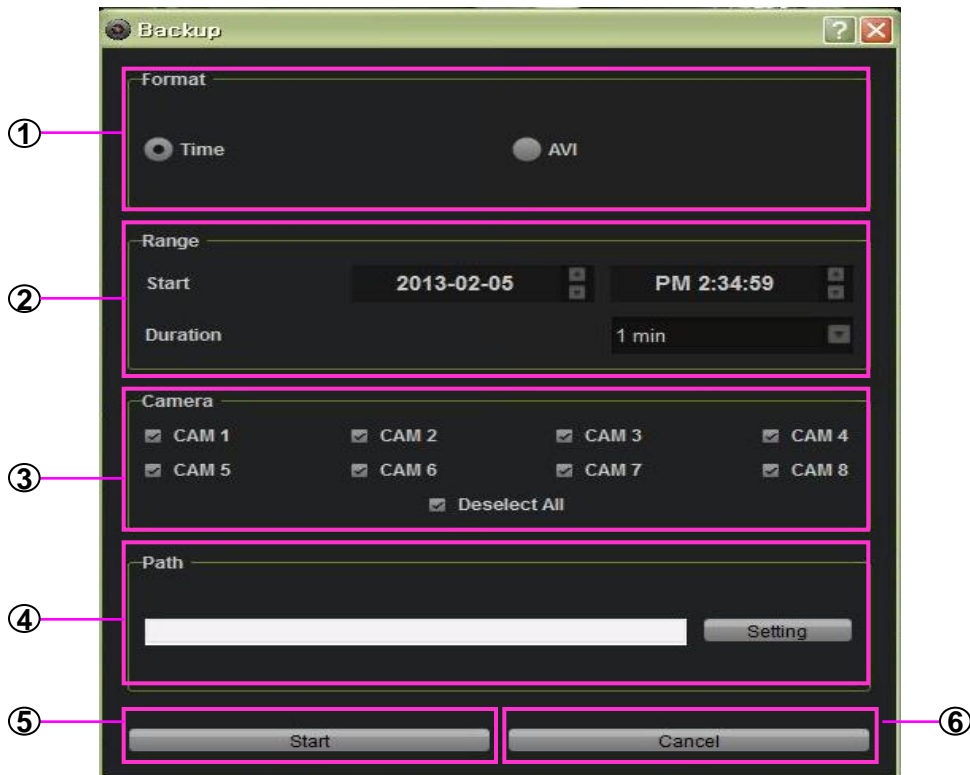 Backup
?
Format
① Time AVI
Range
② Start 2013-02-05 PM 2:34:59
Duration 1 min
Camera
CAM 1 CAM 2 CAM 3 CAM 4
③ CAM 5 CAM 6 CAM 7 CAM 8
Deselect All
Path
④ Setting
⑤ Start Cancel ⑥